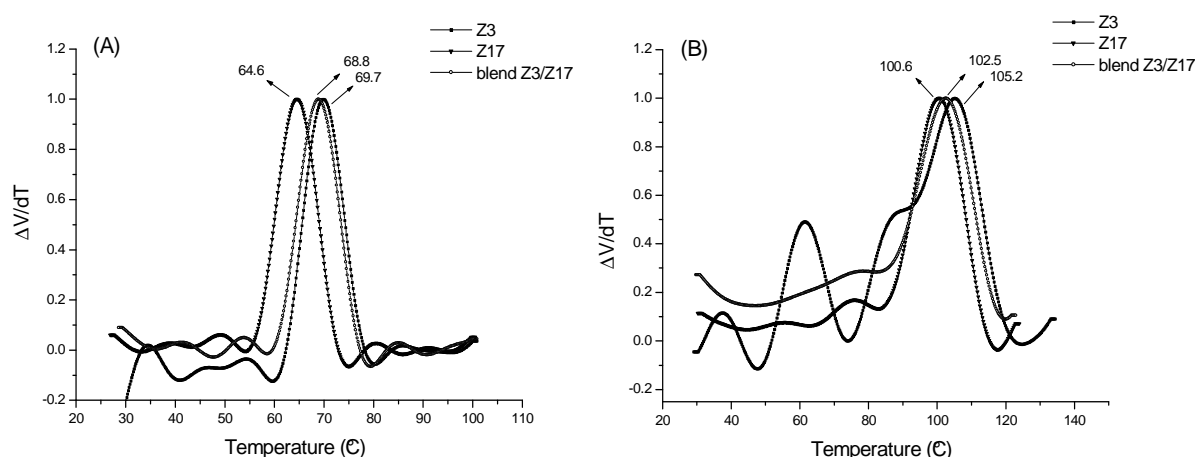 (A)
Z3
Z17
blend Z3/Z17
64.6
68.8
69.7
1.2
1.0
0.8
0.6
0.4
0.2
0.0
-0.2
ΔV/dT
20 30 40 50 60 70 80 90 100 110
Temperature (℃)
(B)
Z3
Z17
blend Z3/Z17
100.6
102.5
105.2
1.2
1.0
0.8
0.6
0.4
0.2
0.0
-0.2
ΔV/dT
20 40 60 80 100 120 140
Temperature (℃)